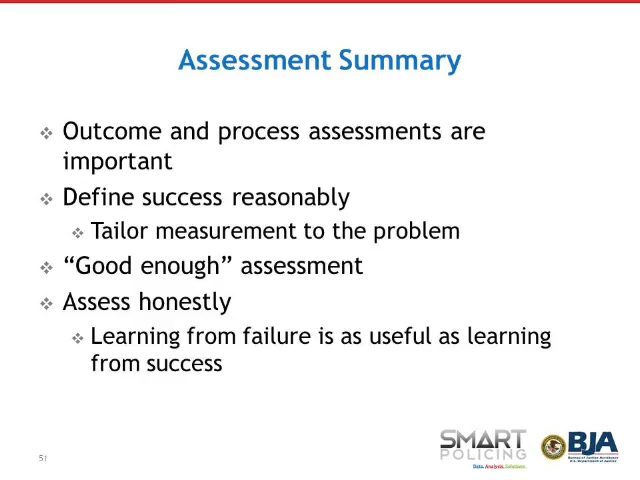 Assessment Summary
Outcome and process assessments are
important
Define success reasonably
Tailor measurement to the problem
“Good enough” assessment
Assess honestly
Learning from failure is as useful as learning
from success
51
SMART
POLICING
Data. Analysis. Solutions.
BJA
Bureau of Justice Assistance
U.S. Department of Justice